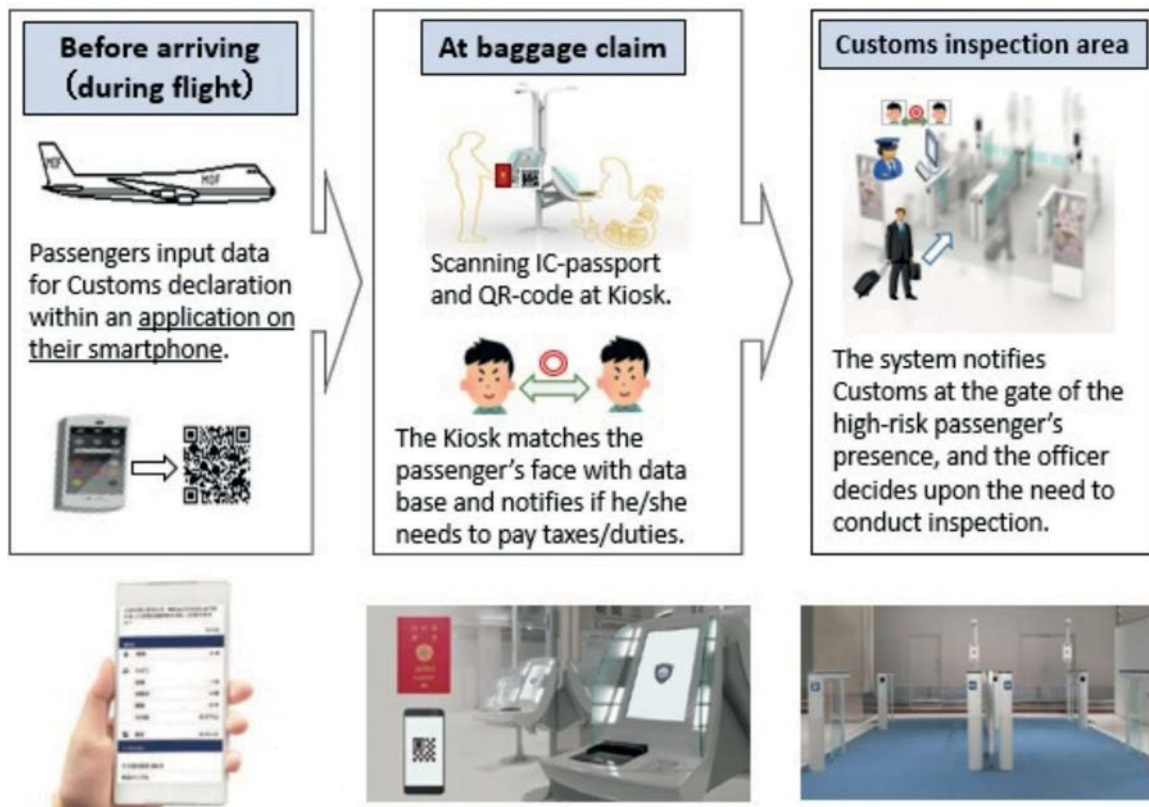 Before arriving
(during flight)
MOF
MOF
Passengers input data
for Customs declaration
within an application on
their smartphone.
At baggage claim
Scanning IC-passport
and QR-code at Kiosk.
The Kiosk matches the
passenger's face with data
base and notifies if he/she
needs to pay taxes/duties.
Customs inspection area
The system notifies
Customs at the gate of the
high-risk passenger's
presence, and the officer
decides upon the need to
conduct inspection.